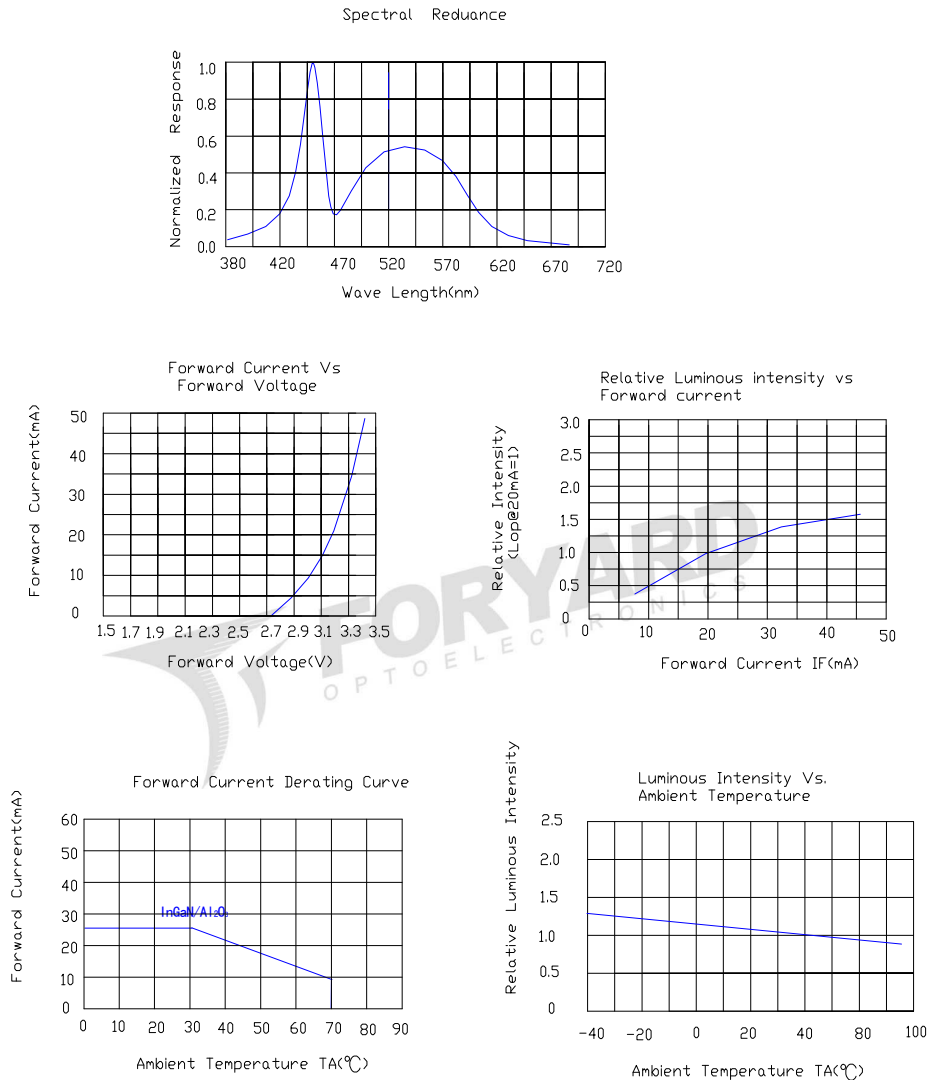 Spectral Reduance
Normalized Response
1.0
0.8
0.6
0.4
0.2
0.0
380 420 470 520 570 620 670 720
Wave Length(nm)
Forward Current Vs
Forward Voltage
Forward Current(mA)
50
40
30
20
10
0
1.5 1.7 1.9 2.1 2.3 2.5 2.7 2.9 3.1 3.3 3.5
Forward Voltage(V)
Relative Luminous intensity vs
Forward current
Relative Intensity
(Lop@20mA=1)
3.0
2.5
2.0
1.5
1.0
0.5
0
0 10 20 30 40 50
Forward Current IF(mA)
FORYARD
OPTOELECTRONICS
Forward Current Derating Curve
Forward Current(mA)
60
50
40
30
20
10
0
InGaN/Al₂O₃
0 10 20 30 40 50 60 70 80 90
Ambient Temperature TA(℃)
Luminous Intensity Vs.
Ambient Temperature
Relative Luminous Intensity
2.5
2.0
1.5
1.0
0.5
0
-40 -20 0 20 40 80 100
Ambient Temperature TA(℃)